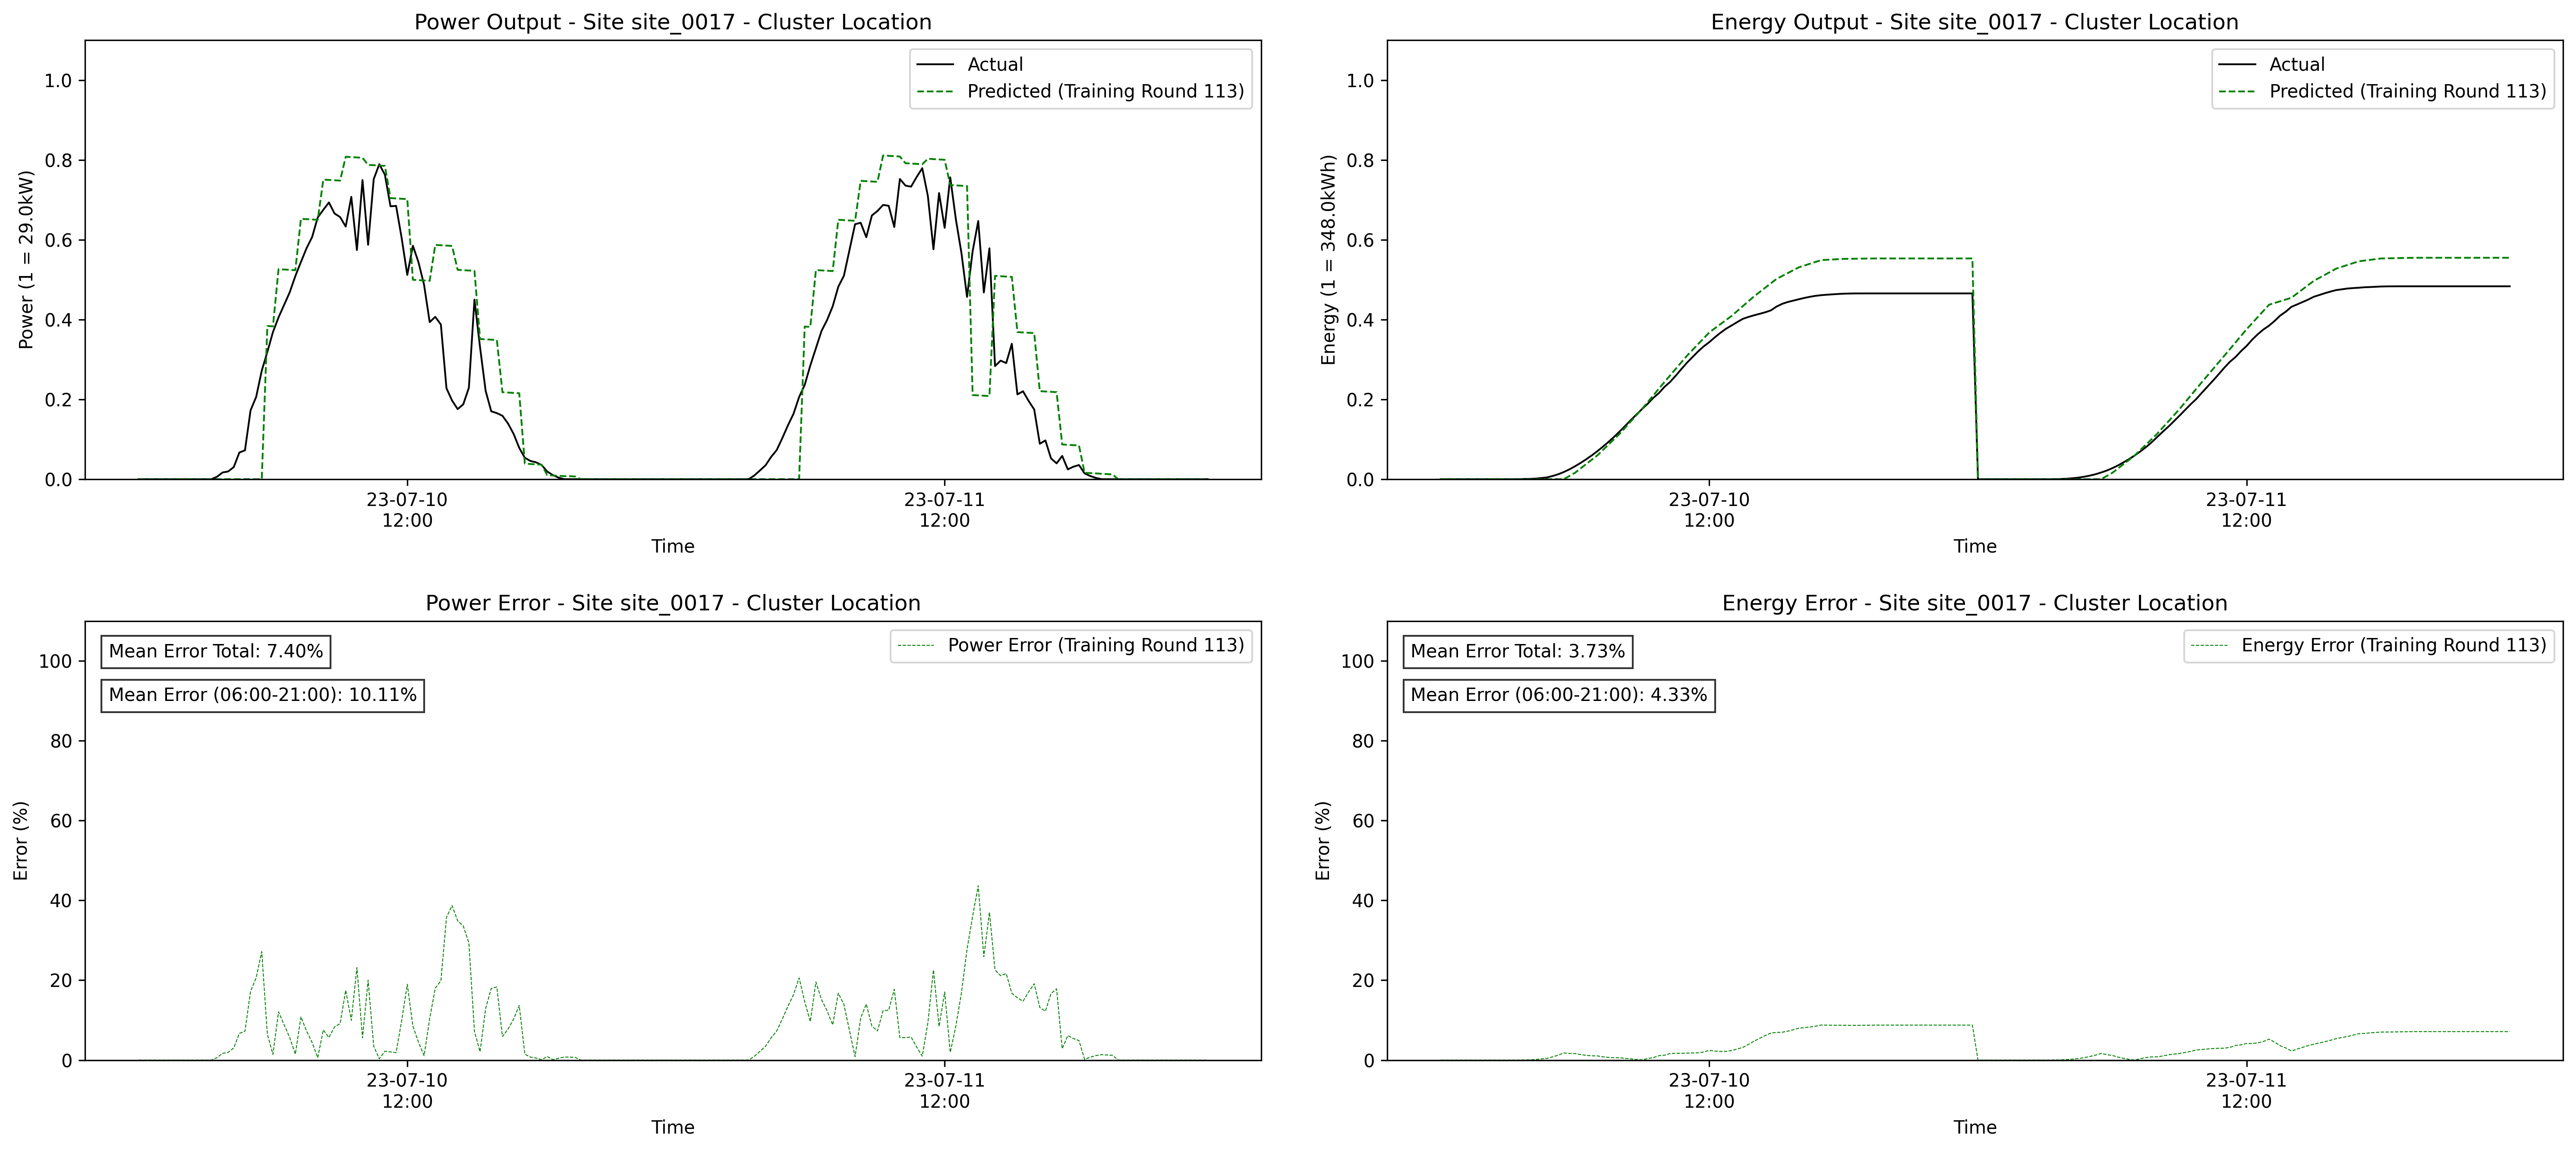 Power Output - Site site_0017 - Cluster Location
Power (1 = 29.0kW)
1.0
0.8
0.6
0.4
0.2
0.0
Actual
Predicted (Training Round 113)
23-07-10
12:00
23-07-11
12:00
Time
Energy Output - Site site_0017 - Cluster Location
Energy (1 = 348.0kWh)
1.0
0.8
0.6
0.4
0.2
0.0
Actual
Predicted (Training Round 113)
23-07-10
12:00
23-07-11
12:00
Time
Power Error - Site site_0017 - Cluster Location
Error (%)
100
80
60
40
20
0
Mean Error Total: 7.40%
Mean Error (06:00-21:00): 10.11%
Power Error (Training Round 113)
23-07-10
12:00
23-07-11
12:00
Time
Energy Error - Site site_0017 - Cluster Location
Error (%)
100
80
60
40
20
0
Mean Error Total: 3.73%
Mean Error (06:00-21:00): 4.33%
Energy Error (Training Round 113)
23-07-10
12:00
23-07-11
12:00
Time